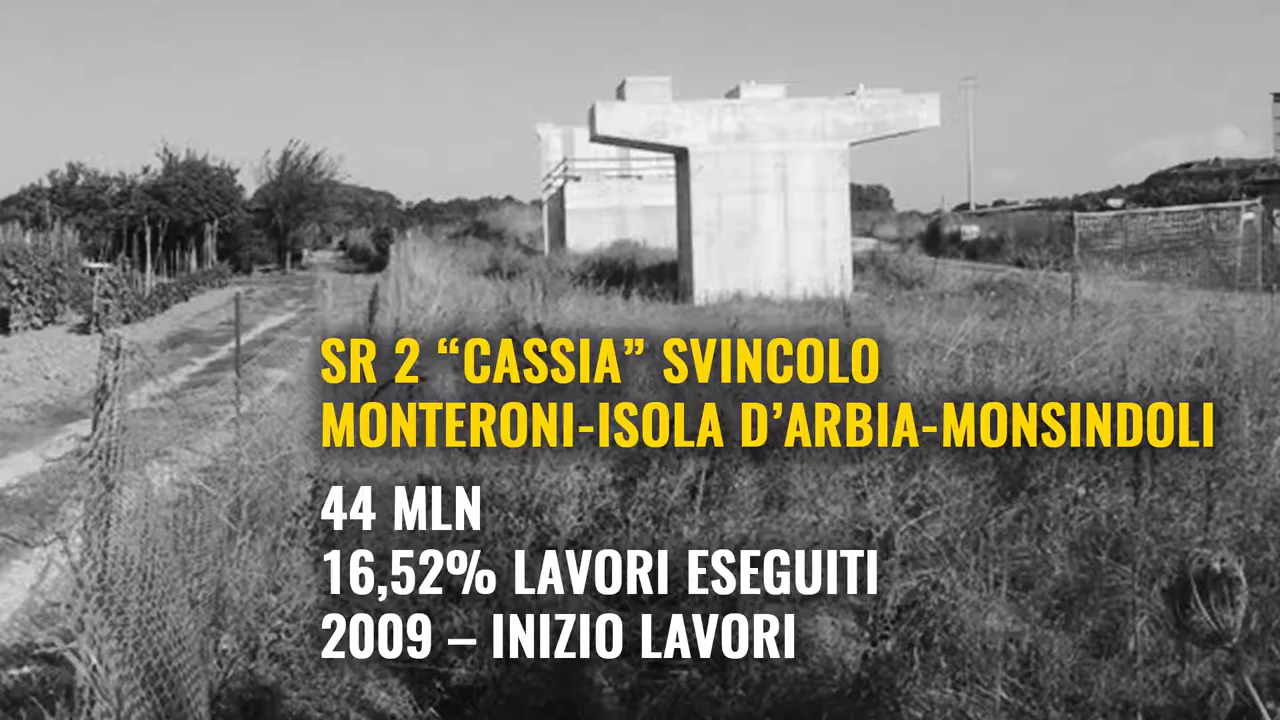 SR 2 “CASSIA” SVINCOLO
MONTERONI-ISOLA D’ARBIA-MONSINDOLI
44 MLN
16,52% LAVORI ESEGUITI
2009 – INIZIO LAVORI